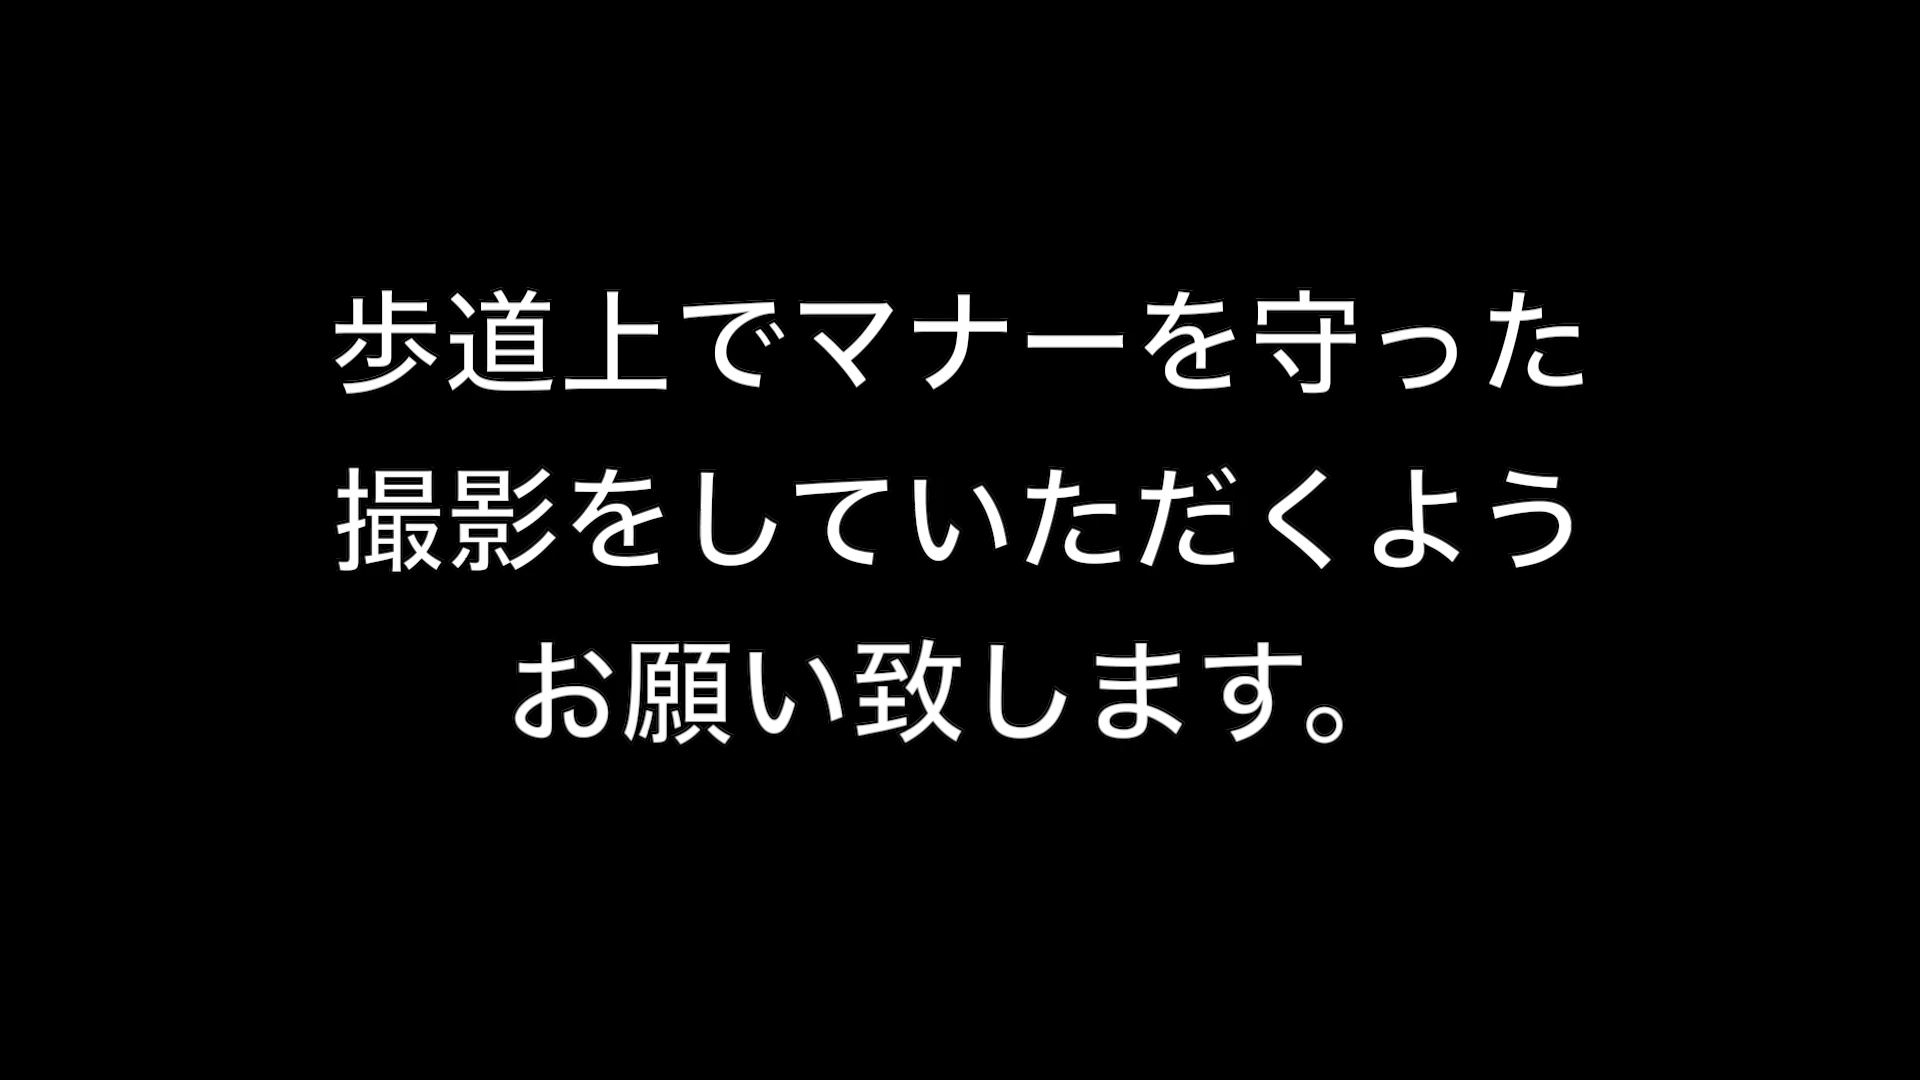 歩道上でマナーを守った
撮影をしていただくよう
お願い致します。